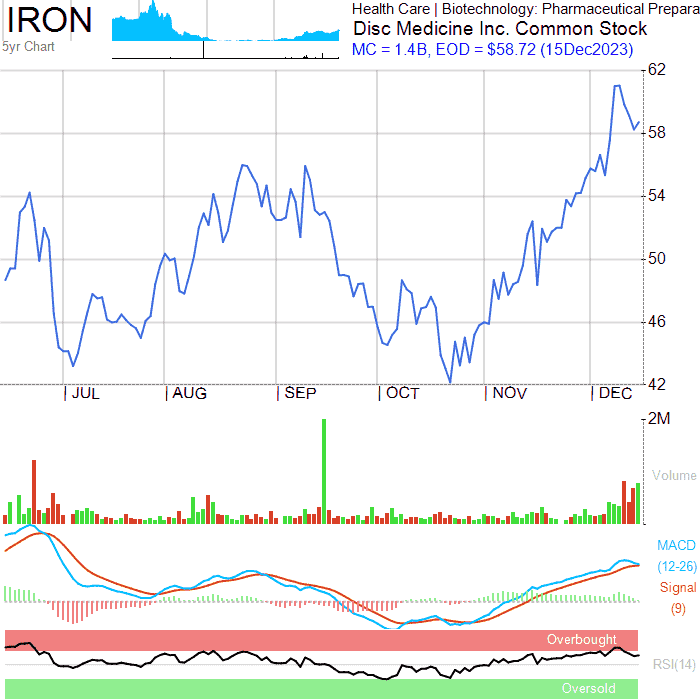 IRON
5yr Chart
Health Care | Biotechnology: Pharmaceutical Prepara
Disc Medicine Inc. Common Stock
MC = 1.4B, EOD = $58.72 (15Dec2023)
62
58
54
50
46
42
| JUL | AUG | SEP | OCT | NOV | DEC
2M
Volume
MACD
(12-26)
Signal
(9)
Overbought
RSI(14)
Oversold